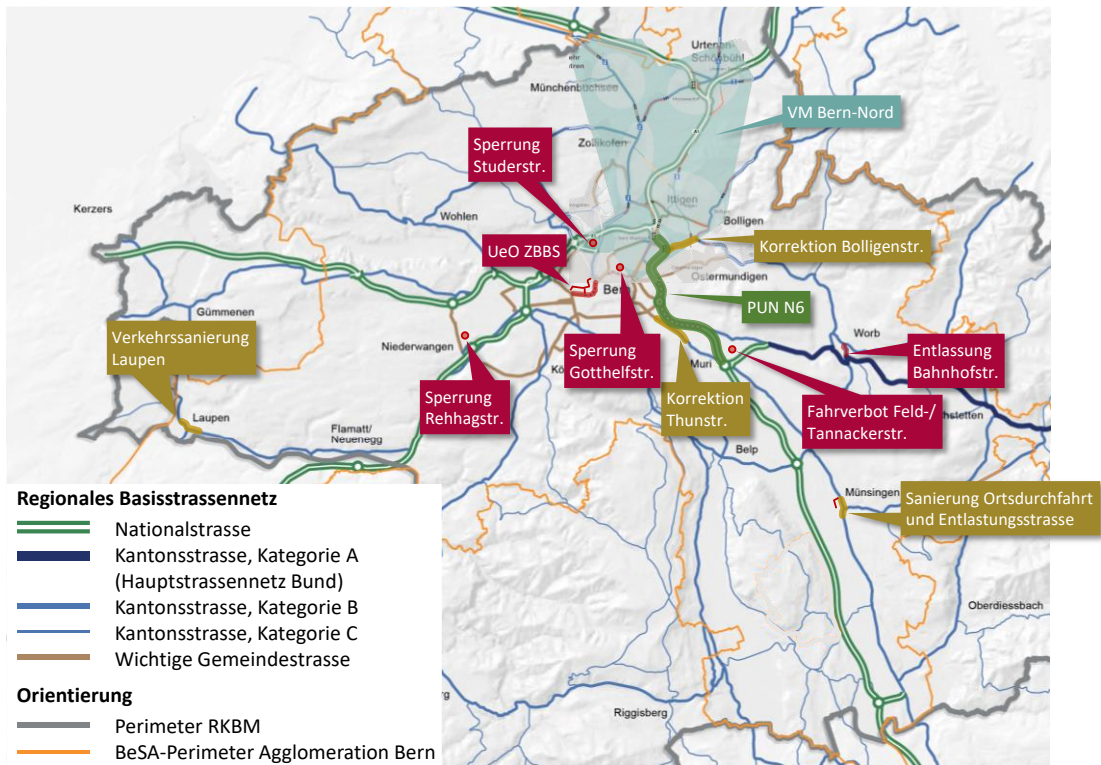 Urtenen-
Schönbühl
Münchenbuchsee
VM Bern-Nord
Sperrung
Studerstr.
Zollikofen
Ittigen
Kerzers
Wohlen
Bolligen
UeO ZBBS
Korrektion Bolligenstr.
Ostermundigen
Bern
PUN N6
Gümmenen
Verkehrssanierung
Laupen
Niederwangen
Worb
Sperrung
Gotthelfstr.
Muri
Entlassung
Bahnhofstr.
Sperrung
Rehhagstr.
Korrektion
Thunstr.
Fahrverbot Feld-/
Tannackerstr.
Laupen
Flamatt/
Neuenegg
Belp
Münsingen
Sanierung Ortsdurchfahrt
und Entlastungsstrasse
Regionales Basisstrassennetz
Nationalstrasse
Kantonsstrasse, Kategorie A
(Hauptstrassennetz Bund)
Kantonsstrasse, Kategorie B
Kantonsstrasse, Kategorie C
Wichtige Gemeindestrasse
Oberdiessbach
Orientierung
Perimeter RKBM
BeSA-Perimeter Agglomeration Bern
Riggisberg